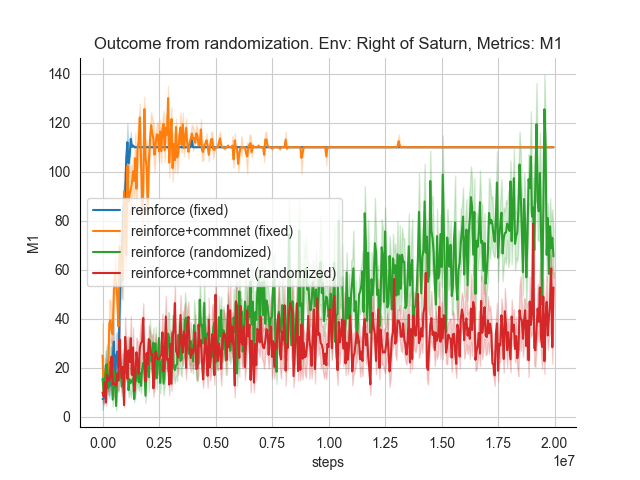 Outcome from randomization. Env: Right of Saturn, Metrics: M1
140
120
100
80
60
40
20
0
M1
reinforce (fixed)
reinforce+commnet (fixed)
reinforce (randomized)
reinforce+commnet (randomized)
0.00 0.25 0.50 0.75 1.00 1.25 1.50 1.75 2.00
steps
1e7